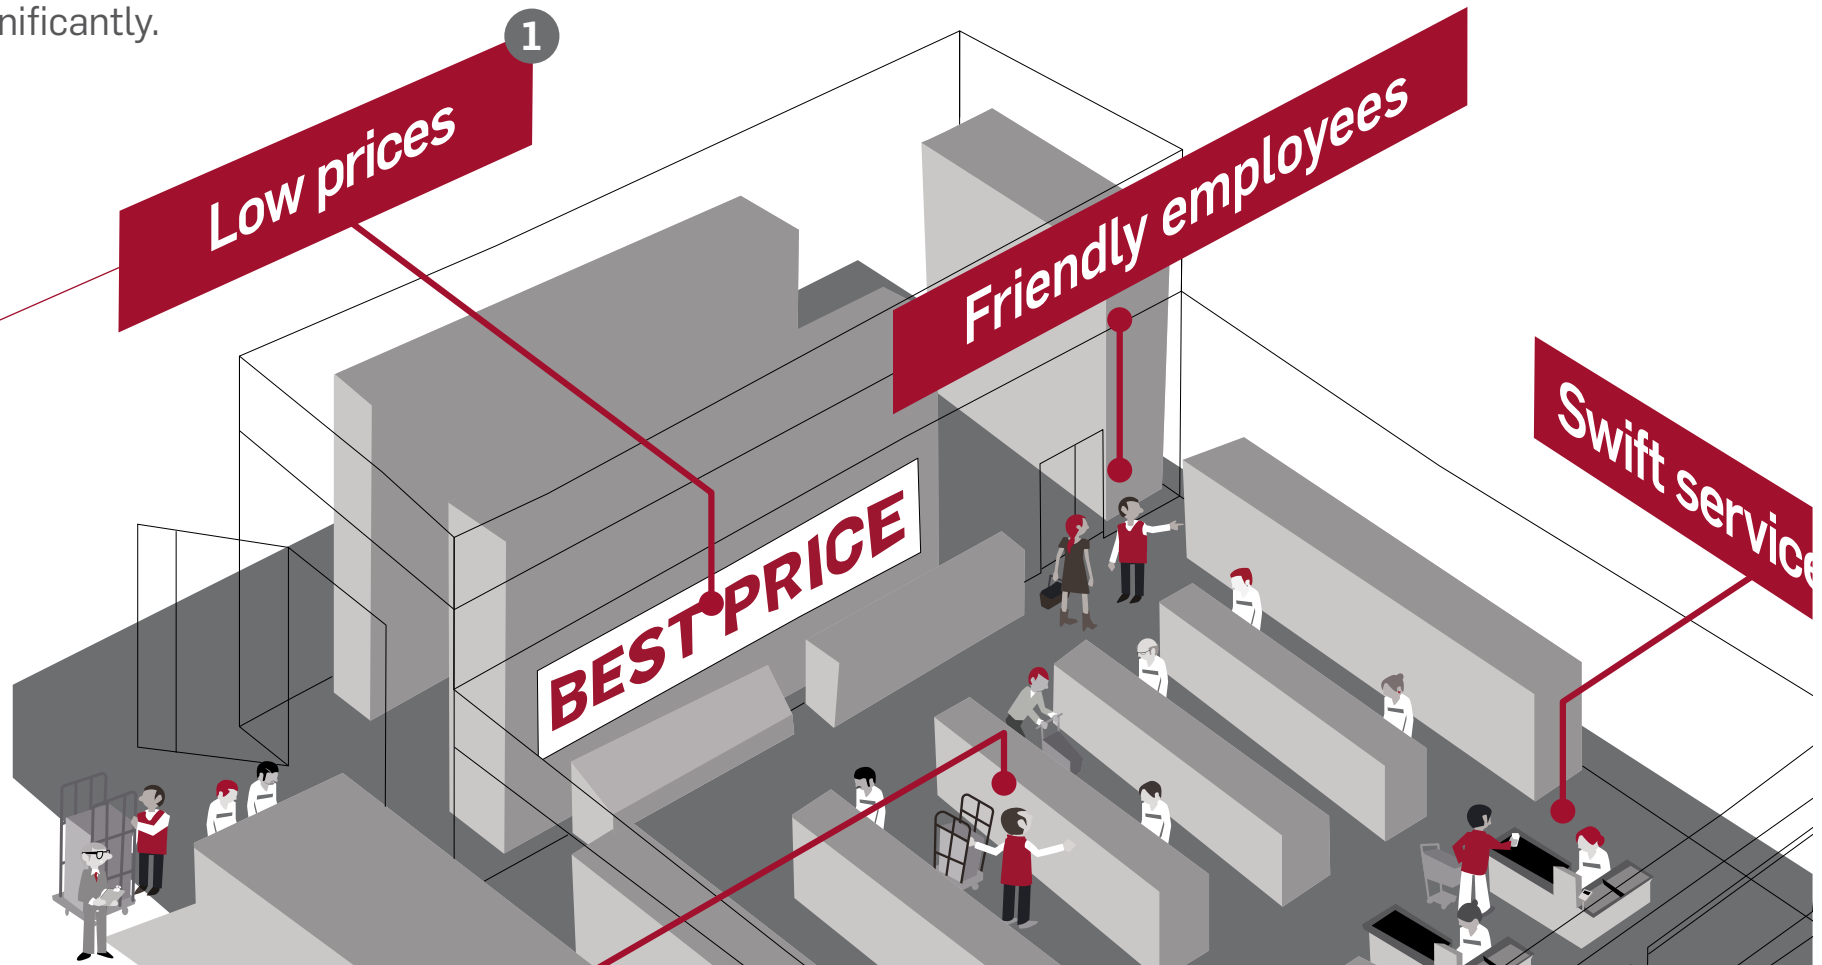 nificantly.
1
Low prices
Friendly employees
Swift service
BEST PRICE